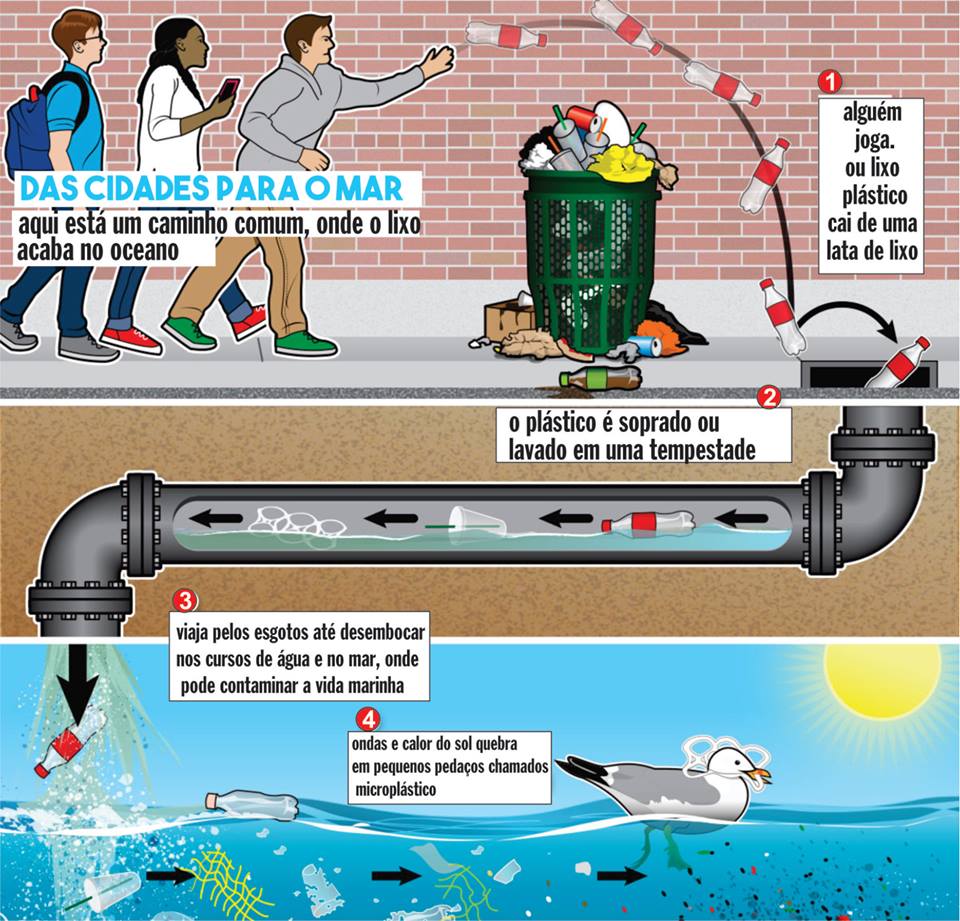 DAS CIDADES PARA O MAR
aqui está um caminho comum, onde o lixo
acaba no oceano
1
alguém
joga.
ou lixo
plástico
cai de uma
lata de lixo
2
o plástico é soprado ou
lavado em uma tempestade
3
viaja pelos esgotos até desembocar
nos cursos de água e no mar, onde
pode contaminar a vida marinha
4
ondas e calor do sol quebra
em pequenos pedaços chamados
microplástico